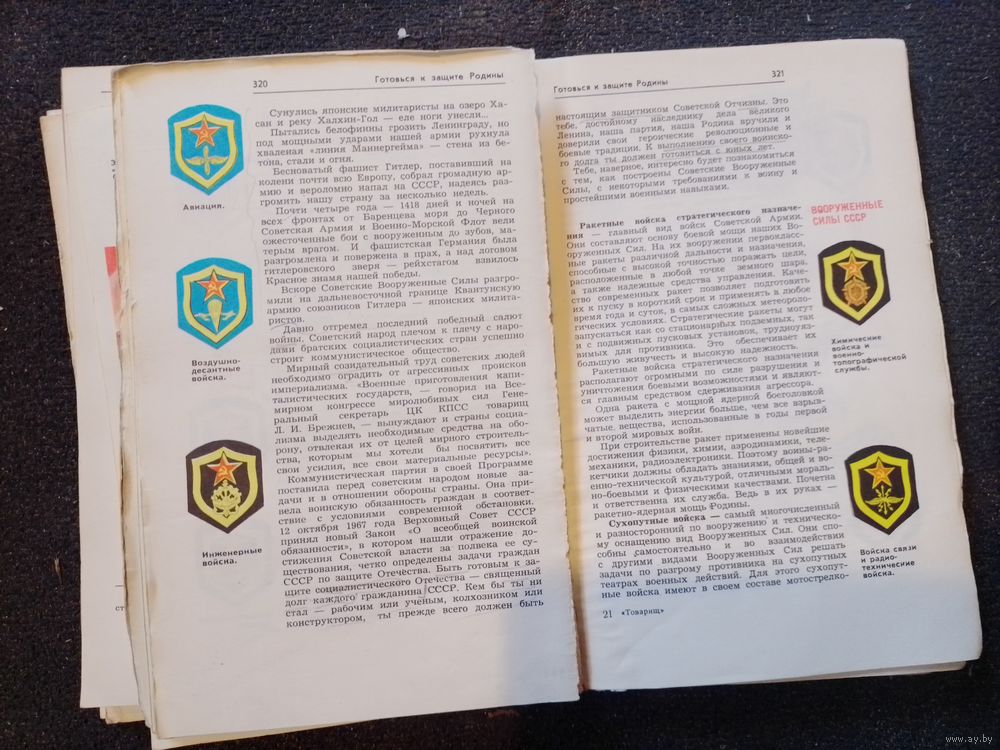 320
Готовься к защите Родины
Сунулись японские милитаристы на озеро Ха-
сан и реку Халхин-Гол — еле ноги унесли...
Пытались белофинны грозить Ленинграду, но
под мощными ударами нашей армии рухнула
хваленая «линия Маннергейма» — стена из бе-
тона, стали и огня.
Бесноватый фашист Гитлер, поставивший на
колени почти всю Европу, собрал громадную ар-
мию и вероломно напал на СССР, надеясь раз-
громить нашу страну за несколько недель.
Почти четыре года — 1418 дней и ночей на
всех фронтах от Баренцева моря до Черного
Советская Армия и Военно-Морской Флот вели
ожесточенные бои с вооруженным до зубов, ма-
терым врагом. И фашистская Германия была
разгромлена и повержена в прах, а над логовом
гитлеровского зверя — рейхстагом взвилось
Красное знамя нашей победы.
Вскоре Советские Вооруженные Силы разгро-
мили на дальневосточной границе Квантунскую
армию союзников Гитлера — японских милита-
ристов.
Давно отгремел последний победный салют
войны. Советский народ плечом к плечу с наро-
дами братских социалистических стран успешно
строит коммунистическое общество.
Мирный созидательный труд советских людей
необходимо оградить от агрессивных происков
империализма. «Военные приготовления капи-
талистических государств, — говорил на Все-
мирном конгрессе миролюбивых сил Гене-
ральный секретарь ЦК КПСС товарищ
Л. И. Брежнев, — вынуждают и страны социа-
лизма выделять необходимые средства на обо-
рону, отвлекая их от целей мирного строитель-
ства, которым мы хотели бы посвятить все
свои усилия, все свои материальные ресурсы».
Коммунистическая партия в своей Программе
поставила перед советским народом новые за-
дачи и в отношении обороны страны. Она при-
вела воинскую обязанность граждан в соответ-
ствие с условиями современной обстановки.
12 октября 1967 года Верховный Совет СССР
принял новый Закон «О всеобщей воинской
обязанности», в котором нашли отражение до-
стижения Советской власти за полвека ее су-
ществования, четко определены задачи граждан
СССР по защите Отечества. Быть готовым к за-
щите социалистического Отечества — священный
долг каждого гражданина СССР. Кем бы ты ни
стал — рабочим или ученым, колхозником или
конструктором, ты прежде всего должен быть
Авиация.
Воздушно-
десантные
войска.
Инженерные
войска.
Готовься к защите Родины
321
настоящим защитником Советской Отчизны. Это
тебе, достойному наследнику дела великого
Ленина, наша партия, наша Родина вручили и
доверили свои героические революционные и
боевые традиции. К выполнению своего воинско-
го долга ты должен готовиться с юных лет.
Тебе, наверное, интересно будет познакомиться
с тем, как построены Советские Вооруженные
Силы, с некоторыми требованиями к воину и
простейшими военными навыками.
ВООРУЖЕННЫЕ
СИЛЫ СССР
Ракетные войска стратегического назначе-
ния — главный вид войск Советской Армии.
Они составляют основу боевой мощи наших Во-
оруженных Сил. На их вооружении первокласс-
ные ракеты различной дальности и назначения,
способные с высокой точностью поражать цели,
расположенные в любой точке земного шара,
а также надежные средства управления. Каче-
ство современных ракет позволяет подготовить
их к пуску в короткий срок и применять в любое
время года и суток, в самых сложных метеороло-
гических условиях. Стратегические ракеты могут
запускаться как со стационарных подземных, так
и с подвижных пусковых установок, трудноуяз-
вимых для противника. Это обеспечивает их
большую живучесть и высокую надежность.
Ракетные войска стратегического назначения
располагают огромными по силе разрушения и
уничтожения боевыми возможностями и являют-
ся главным средством сдерживания агрессора.
Одна ракета с мощной ядерной боеголовкой
может выделить энергии больше, чем все взрыв-
чатые, вещества, использованные в годы первой
и второй мировых войн.
При строительстве ракет применены новейшие
достижения физики, химии, аэродинамики, теле-
механики, радиоэлектроники. Поэтому воины-ра-
кетчики должны обладать знаниями, общей и во-
енно-технической культурой, отличными мораль-
но-боевыми и физическими качествами. Почетна
и ответственна их служба. Ведь в их руках —
ракетно-ядерная мощь Родины.
Сухопутные войска — самый многочисленный
и разносторонний по вооружению и техническо-
му оснащению вид Вооруженных Сил. Они спо-
собны самостоятельно и во взаимодействии
с другими видами Вооруженных Сил решать
задачи по разгрому противника на сухопутных
театрах военных действий. Для этого сухопут-
ные войска имеют в своем составе мотострелко-
21 «Товарищ»
Химические
войска и
военно-
топографической
службы.
Войска связи
и радио-
технические
войска.
www.ay.by